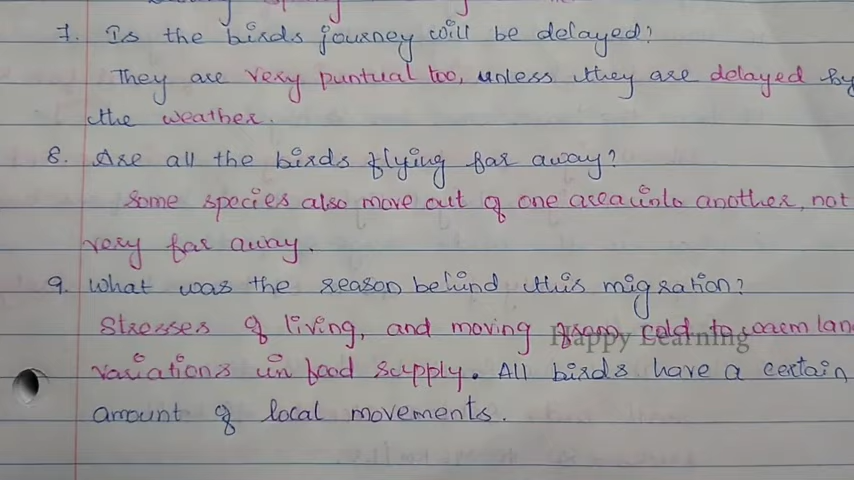 7. Is the birds journey will be delayed?
They are very puntual too, unless they are delayed by
the weather.
8. Are all the birds flying far away?
Some species also move out of one area into another, not
very far away.
9. What was the reason behind this migration?
Stresses of living, and moving from cold to warm lan
Happy Learning
variations in food supply. All birds have a certain
amount of local movements.